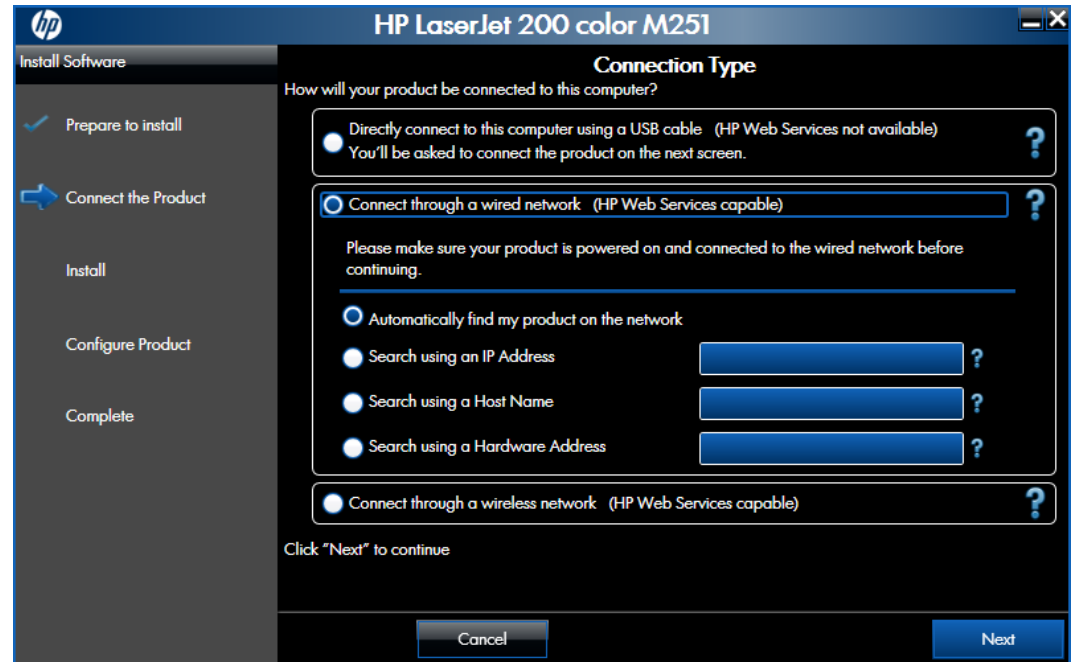 hp
HP LaserJet 200 color M251
Install Software
Prepare to install
Connect the Product
Install
Configure Product
Complete
Connection Type
How will your product be connected to this computer?
Directly connect to this computer using a USB cable (HP Web Services not available)
You'll be asked to connect the product on the next screen.
?
Connect through a wired network (HP Web Services capable)
?
Please make sure your product is powered on and connected to the wired network before
continuing.
Automatically find my product on the network
Search using an IP Address
?
Search using a Host Name
?
Search using a Hardware Address
?
Connect through a wireless network (HP Web Services capable)
?
Click "Next" to continue
Cancel
Next